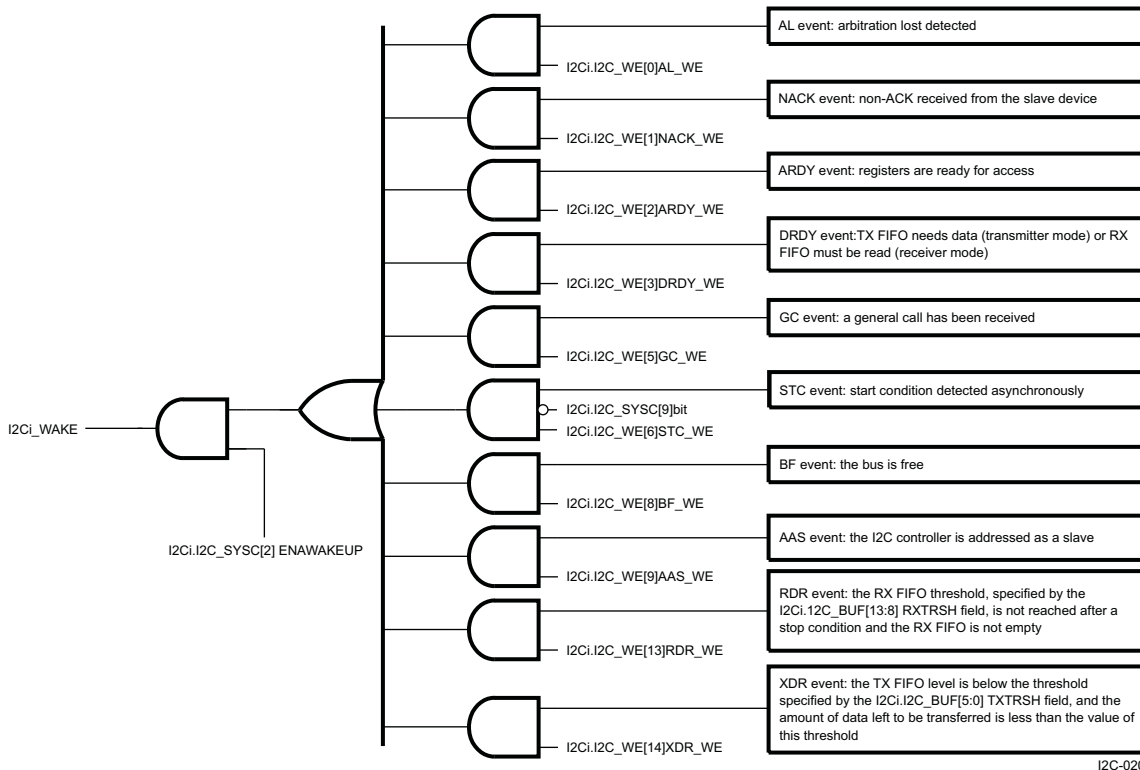 AL event: arbitration lost detected
I2Ci.I2C_WE[0]AL_WE
NACK event: non-ACK received from the slave device
I2Ci.I2C_WE[1]NACK_WE
ARDY event: registers are ready for access
I2Ci.I2C_WE[2]ARDY_WE
DRDY event:TX FIFO needs data (transmitter mode) or RX
FIFO must be read (receiver mode)
I2Ci.I2C_WE[3]DRDY_WE
GC event: a general call has been received
I2Ci.I2C_WE[5]GC_WE
STC event: start condition detected asynchronously
I2Ci.I2C_SYSC[9]bit
I2Ci.I2C_WE[6]STC_WE
I2Ci_WAKE
BF event: the bus is free
I2Ci.I2C_WE[8]BF_WE
AAS event: the I2C controller is addressed as a slave
I2Ci.I2C_SYSC[2] ENAWAKEUP
I2Ci.I2C_WE[9]AAS_WE
RDR event: the RX FIFO threshold, specified by the
I2Ci.12C_BUF[13:8] RXTRSH field, is not reached after a
stop condition and the RX FIFO is not empty
I2Ci.I2C_WE[13]RDR_WE
XDR event: the TX FIFO level is below the threshold
specified by the I2Ci.I2C_BUF[5:0] TXTRSH field, and the
amount of data left to be transferred is less than the value of
this threshold
I2Ci.I2C_WE[14]XDR_WE
I2C-020